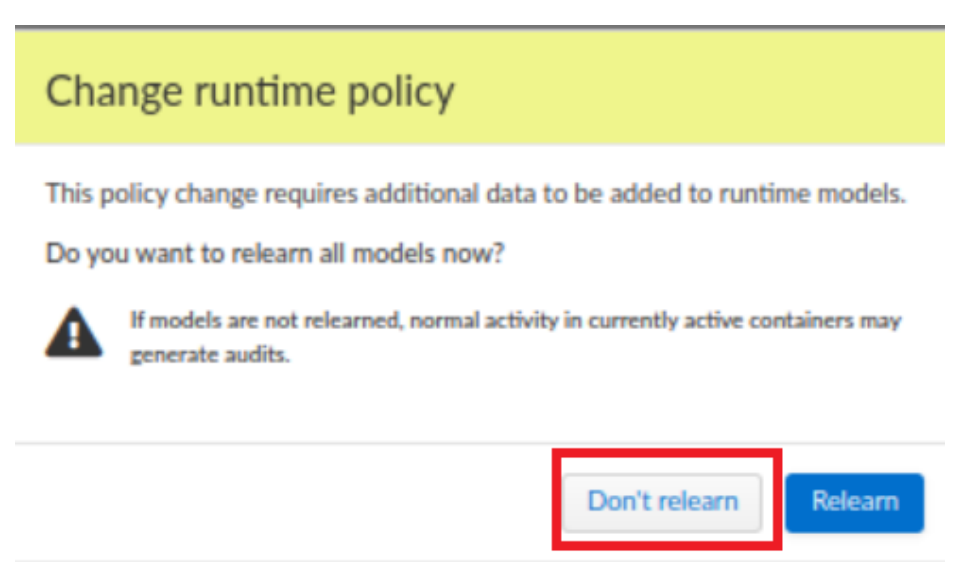 Change runtime policy
This policy change requires additional data to be added to runtime models.
Do you want to relearn all models now?
If models are not relearned, normal activity in currently active containers may
generate audits.
Don't relearn
Relearn